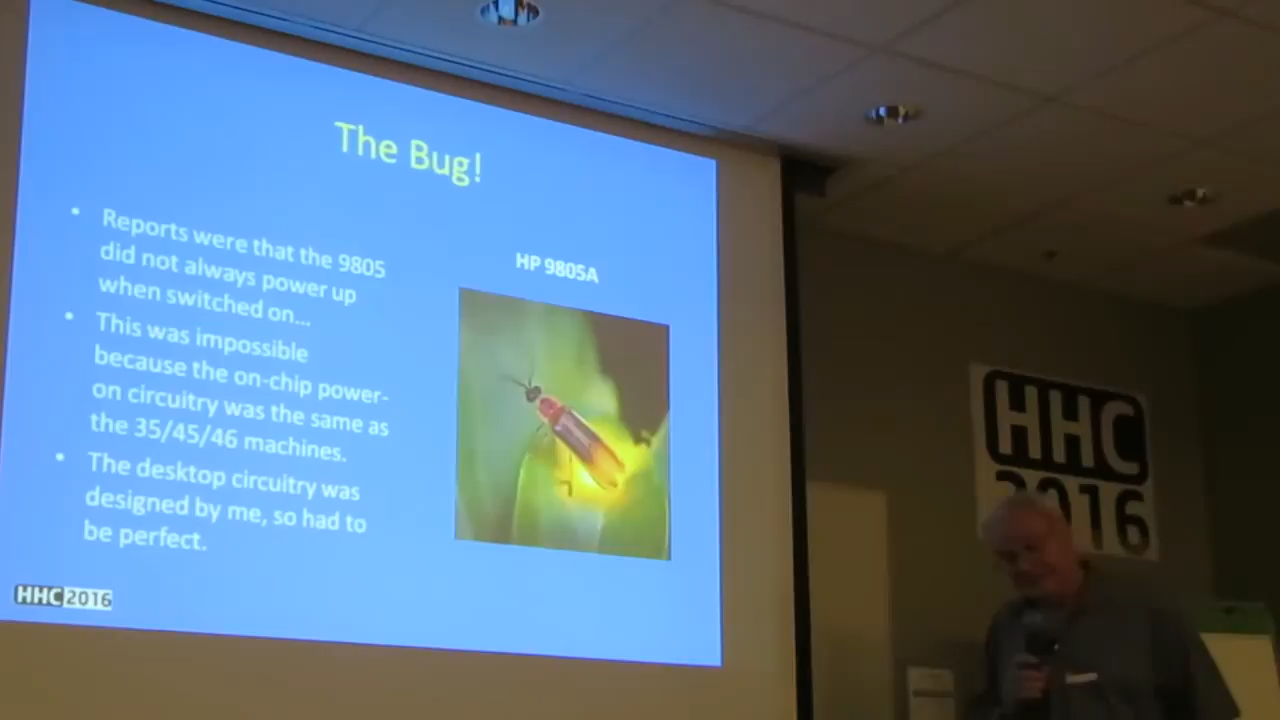 The Bug!
• Reports were that the 9805
did not always power up
when switched on...
• This was impossible
because the on-chip power-
on circuitry was the same as
the 35/45/46 machines.
• The desktop circuitry was
designed by me, so had to
be perfect.
HP 9805A
HHC 2016
HHC
2016